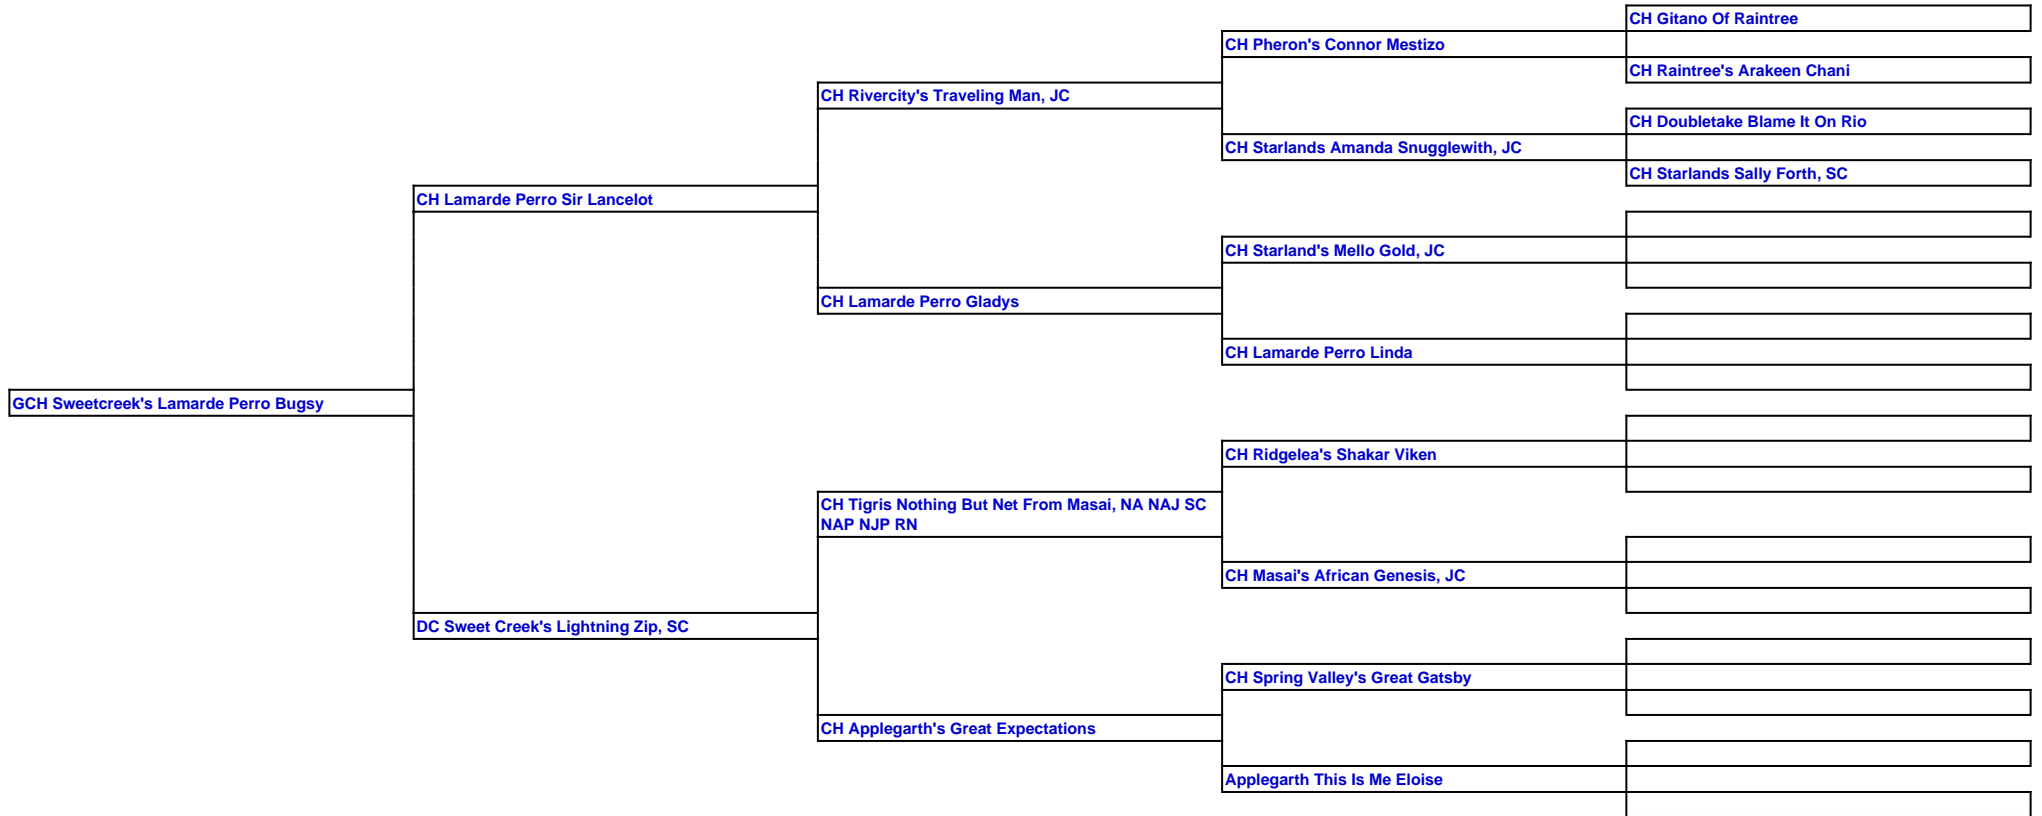 CH Gitano Of Raintree
CH Pheron's Connor Mestizo
CH Raintree's Arakeen Chani
CH Rivercity's Traveling Man, JC
CH Doubletake Blame It On Rio
CH Starlands Amanda Snugglewith, JC
CH Starlands Sally Forth, SC
CH Lamarde Perro Sir Lancelot
CH Starland's Mello Gold, JC
CH Lamarde Perro Gladys
CH Lamarde Perro Linda
GCH Sweetcreek's Lamarde Perro Bugsy
CH Ridgelea's Shakar Viken
CH Tigris Nothing But Net From Masai, NA NAJ SC
NAP NJP RN
CH Masai's African Genesis, JC
DC Sweet Creek's Lightning Zip, SC
CH Spring Valley's Great Gatsby
CH Applegarth's Great Expectations
Applegarth This Is Me Eloise